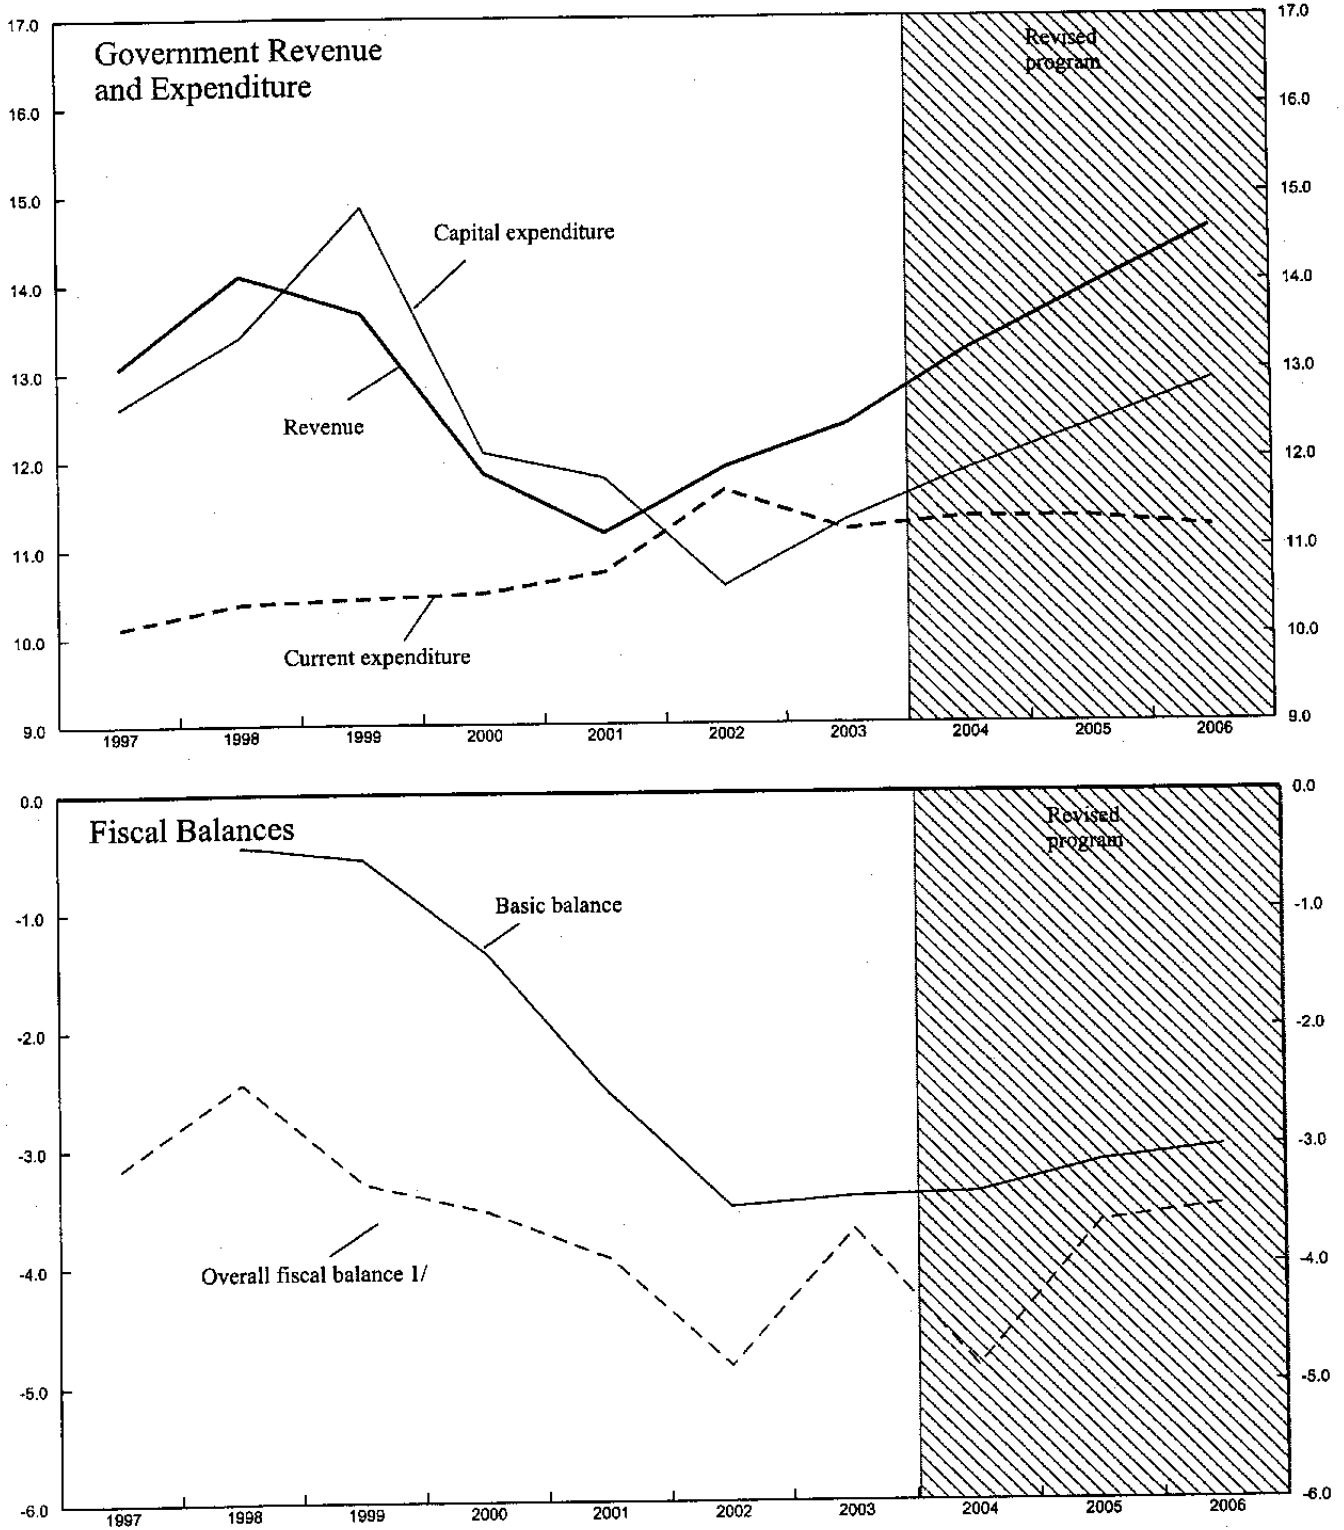 17.0 17.0
Government Revenue
and Expenditure
Revised
program
16.0 16.0
15.0 15.0
Capital expenditure
14.0 14.0
13.0 13.0
Revenue
12.0 12.0
11.0 11.0
10.0 10.0
Current expenditure
9.0 9.0
1997 1998 1999 2000 2001 2002 2003 2004 2005 2006
0.0 0.0
Fiscal Balances
Revised
program
Basic balance
-1.0 -1.0
-2.0 -2.0
-3.0 -3.0
-4.0 -4.0
Overall fiscal balance 1/
-5.0 -5.0
-6.0 -6.0
1997 1998 1999 2000 2001 2002 2003 2004 2005 2006